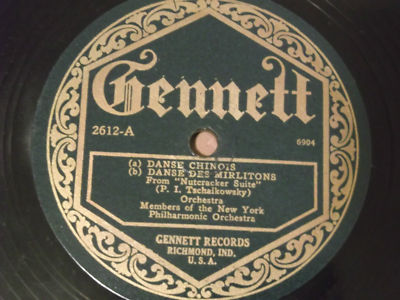 Gennett
2612-A
6904
(a) DANSE CHINOIS
(b) DANSE DES MIRLITONS
From "Nutcracker Suite"
(P. I. Tschaikowsky)
Orchestra
Members of the New York
Philharmonic Orchestra
GENNETT RECORDS
RICHMOND, IND.
U.S.A.